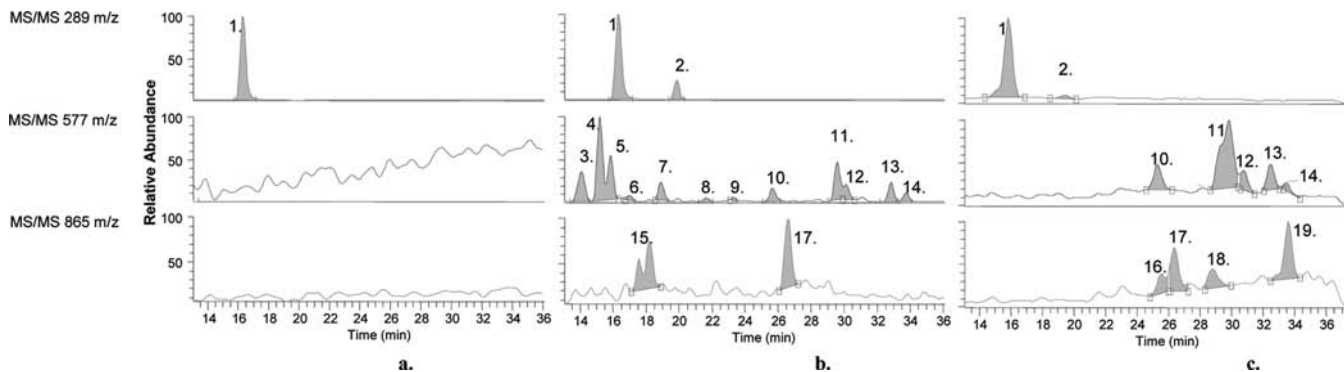 MS/MS 289 m/z
MS/MS 577 m/z
MS/MS 865 m/z
Relative Abundance
100
50
1.
100
50
100
50
14 16 18 20 22 24 26 28 30 32 34 36
Time (min)
a.
1
2.
3.
4.
5.
6.
7.
8.
9.
10.
11.
12.
13.
14.
15.
17.
14 16 18 20 22 24 26 28 30 32 34 36
Time (min)
b.
1
2.
10.
11
12.
13.
14.
16.
17.
18.
19.
14 16 18 20 22 24 26 28 30 32 34 36
Time (min)
c.